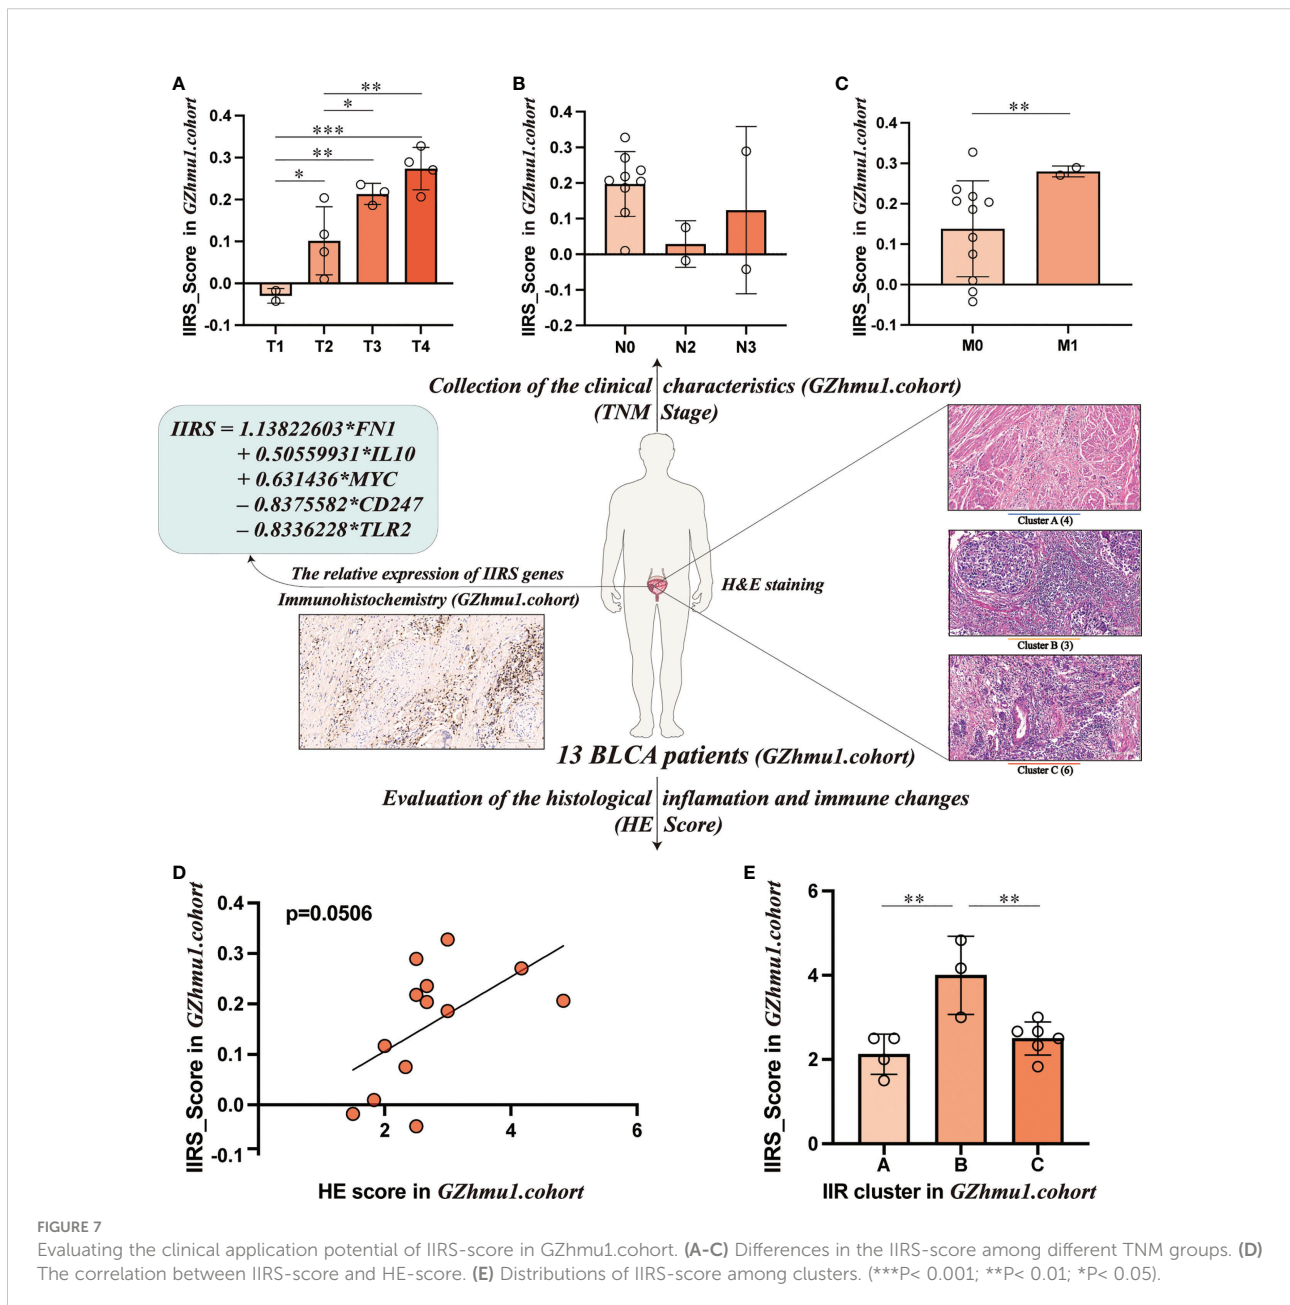 A
B
C
IIRS_Score in GZhmu1.cohort
0.4
0.3
0.2
0.1
0.0
-0.1
*
**
***
*
**
T1 T2 T3 T4
IIRS_Score in GZhmu1.cohort
0.4
0.3
0.2
0.1
0.0
-0.1
-0.2
N0 N2 N3
IIRS_Score in GZhmu1.cohort
0.4
0.3
0.2
0.1
0.0
-0.1
**
M0 M1
Collection of the clinical characteristics (GZhmu1.cohort)
(TNM Stage)
IIRS = 1.13822603*FN1
+ 0.50559931*IL10
+ 0.631436*MYC
– 0.8375582*CD247
– 0.8336228*TLR2
The relative expression of IIRS genes
Immunohistochemistry (GZhmu1.cohort)
H&E staining
Cluster A (4)
Cluster B (3)
Cluster C (6)
13 BLCA patients (GZhmu1.cohort)
Evaluation of the histological inflamation and immune changes
(HE Score)
D
IIRS_Score in GZhmu1.cohort
0.4
0.3
0.2
0.1
0.0
-0.1
p=0.0506
2 4 6
HE score in GZhmu1.cohort
E
IIRS_Score in GZhmu1.cohort
6
4
2
0
**
**
A B C
IIR cluster in GZhmu1.cohort
FIGURE 7
Evaluating the clinical application potential of IIRS-score in GZhmu1.cohort. (A-C) Differences in the IIRS-score among different TNM groups. (D)
The correlation between IIRS-score and HE-score. (E) Distributions of IIRS-score among clusters. (***P< 0.001; **P< 0.01; *P< 0.05).